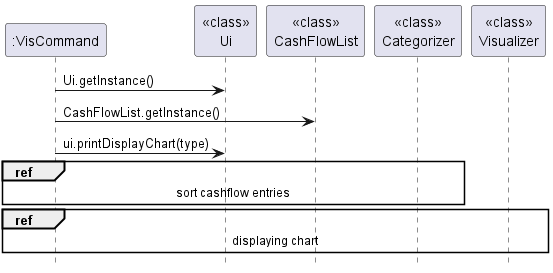 :VisCommand
«class»
Ui
«class»
CashFlowList
«class»
Categorizer
«class»
Visualizer
Ui.getInstance()
CashFlowList.getInstance()
ui.printDisplayChart(type)
ref
sort cashflow entries
ref
displaying chart